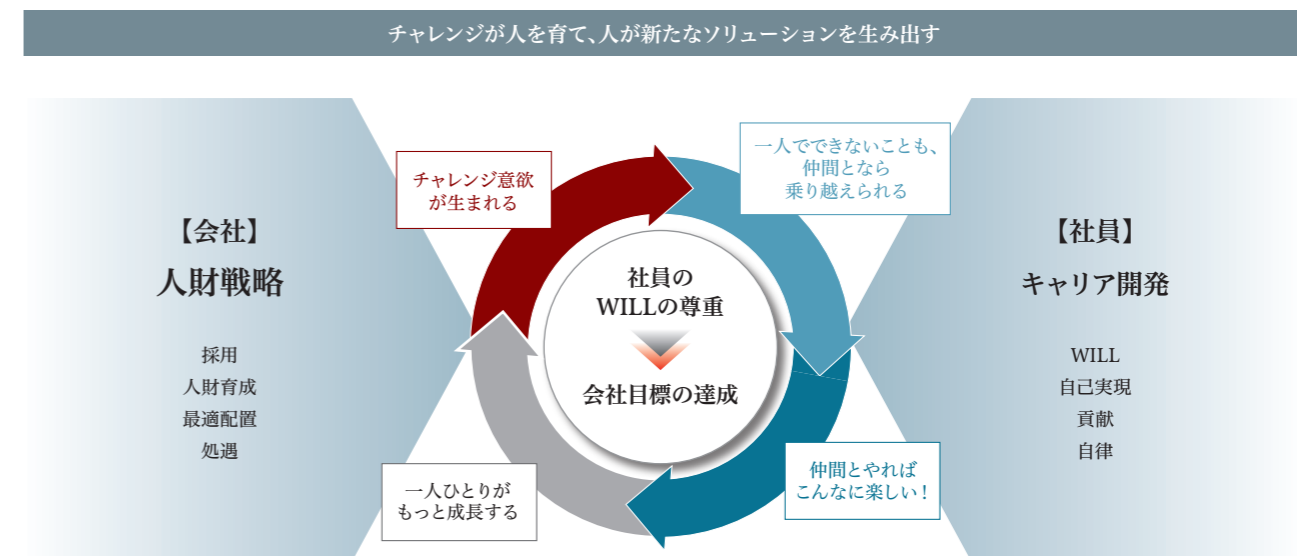 チャレンジが人を育て、人が新たなソリューションを生み出す
【会社】
人財戦略
採用
人財育成
最適配置
処遇
チャレンジ意欲
が生まれる
一人でできないことも、
仲間となら
乗り越えられる
社員の
WILLの尊重
会社目標の達成
一人ひとりが
もっと成長する
仲間とやれば
こんなに楽しい！
【社員】
キャリア開発
WILL
自己実現
貢献
自律